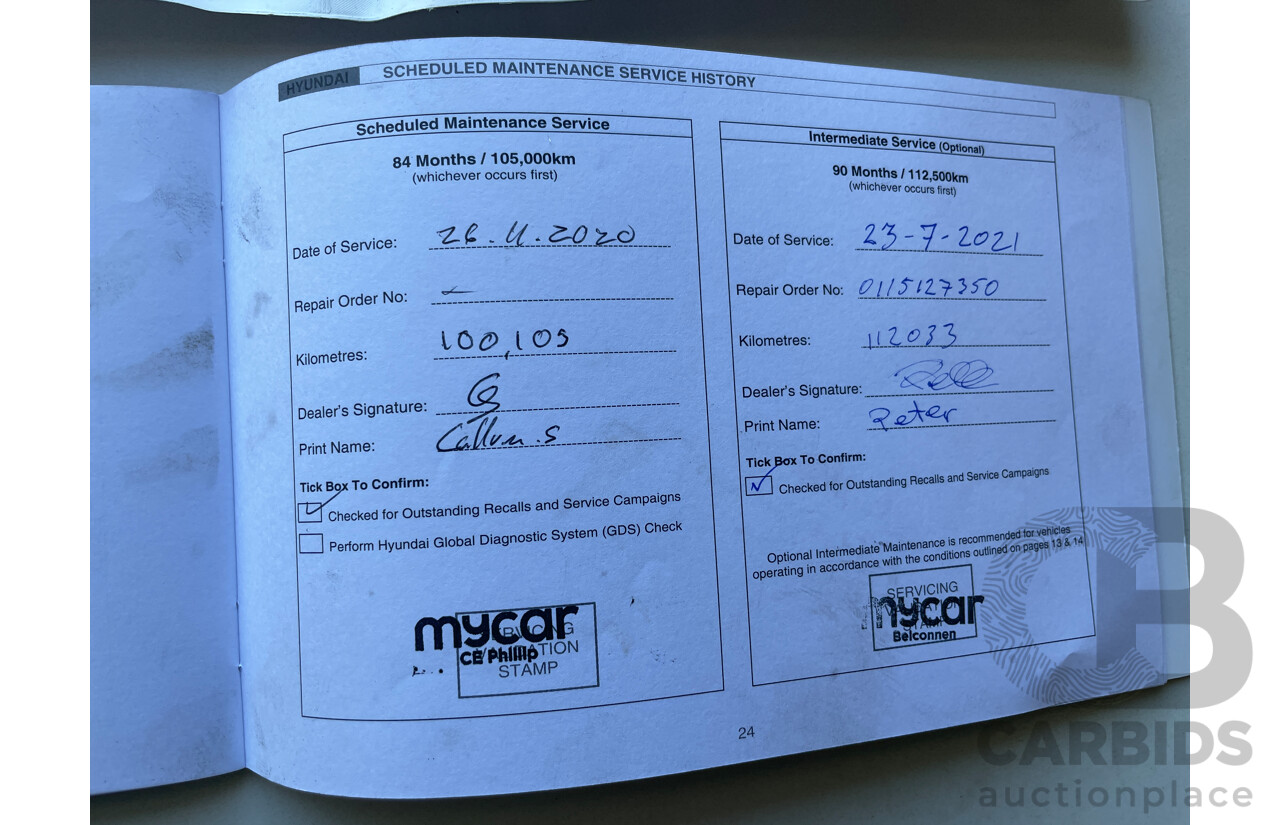 HYUNDAI SCHEDULED MAINTENANCE SERVICE HISTORY
Scheduled Maintenance Service
84 Months / 105,000km
(whichever occurs first)
Date of Service: 26.11.2020
Repair Order No: —
Kilometres: 100,105
Dealer's Signature:
Print Name: Callum.S
Tick Box To Confirm:
Checked for Outstanding Recalls and Service Campaigns
Perform Hyundai Global Diagnostic System (GDS) Check
mycar
CE Phillip
STAMP
Intermediate Service (Optional)
90 Months / 112,500km
(whichever occurs first)
Date of Service: 23-7-2021
Repair Order No: 0115127350
Kilometres: 112033
Dealer's Signature:
Print Name: Peter
Tick Box To Confirm:
Checked for Outstanding Recalls and Service Campaigns
Optional Intermediate Maintenance is recommended for vehicles
operating in accordance with the conditions outlined on pages 13 & 14
SERVICING
mycar
Belconnen
24
CARBIDS
auctionplace